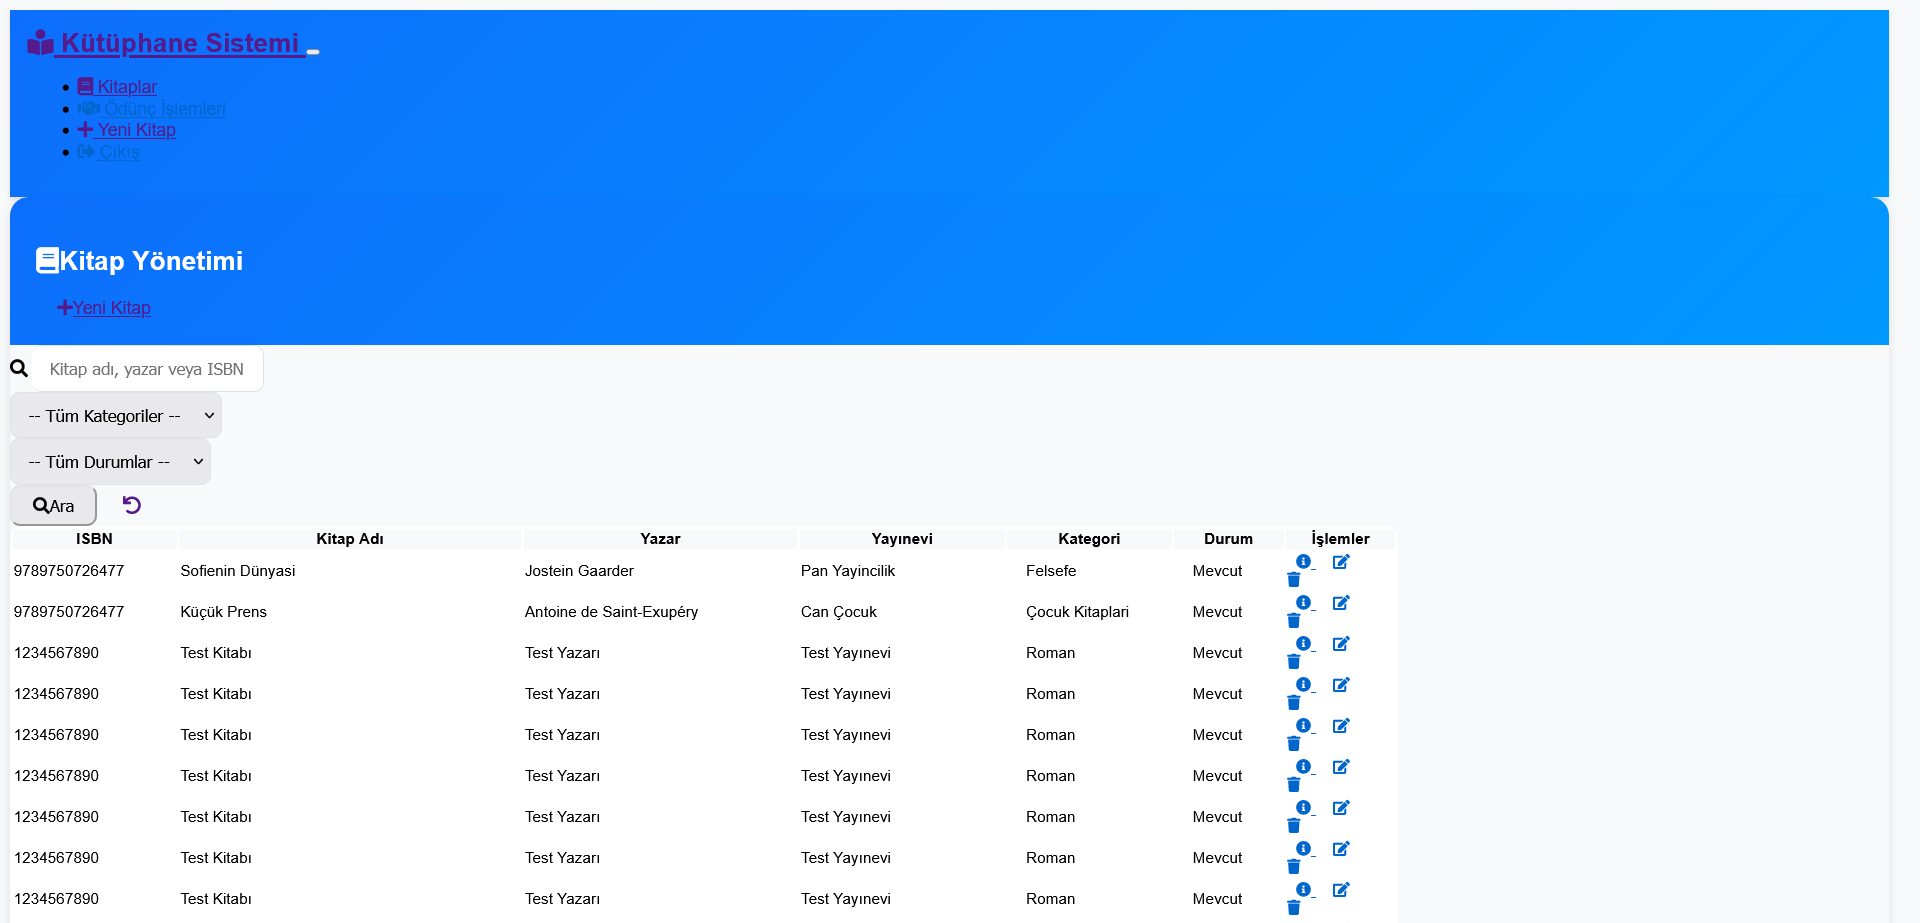 Kütüphane Sistemi
Kitaplar
Ödünç İşlemleri
Yeni Kitap
Çıkış
Kitap Yönetimi
Yeni Kitap
Kitap adı, yazar veya ISBN
-- Tüm Kategoriler --
-- Tüm Durumlar --
Ara
ISBN Kitap Adı Yazar Yayınevi Kategori Durum İşlemler
9789750726477 Sofienin Dünyasi Jostein Gaarder Pan Yayincilik Felsefe Mevcut
9789750726477 Küçük Prens Antoine de Saint-Exupéry Can Çocuk Çocuk Kitaplari Mevcut
1234567890 Test Kitabı Test Yazarı Test Yayınevi Roman Mevcut
1234567890 Test Kitabı Test Yazarı Test Yayınevi Roman Mevcut
1234567890 Test Kitabı Test Yazarı Test Yayınevi Roman Mevcut
1234567890 Test Kitabı Test Yazarı Test Yayınevi Roman Mevcut
1234567890 Test Kitabı Test Yazarı Test Yayınevi Roman Mevcut
1234567890 Test Kitabı Test Yazarı Test Yayınevi Roman Mevcut
1234567890 Test Kitabı Test Yazarı Test Yayınevi Roman Mevcut